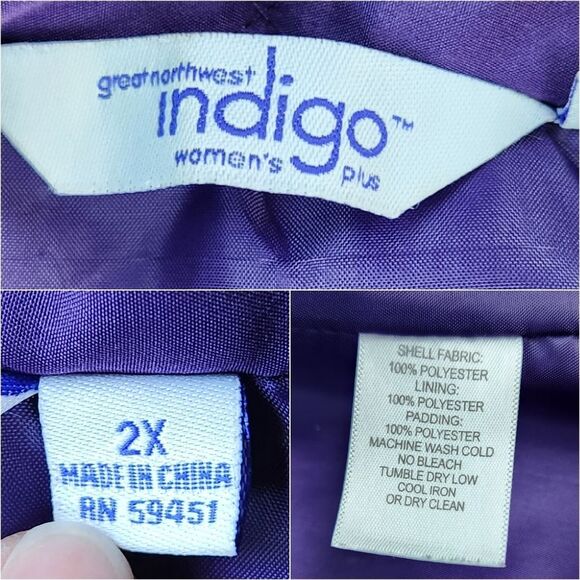 great northwest
indigo™
women's plus
2X
MADE IN CHINA
RN 59451
SHELL FABRIC:
100% POLYESTER
LINING:
100% POLYESTER
PADDING:
100% POLYESTER
MACHINE WASH COLD
NO BLEACH
TUMBLE DRY LOW
COOL IRON
OR DRY CLEAN